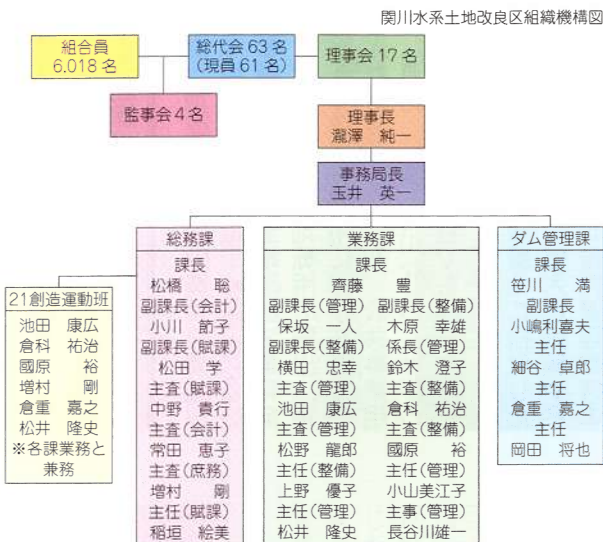 関川水系土地改良区組織機構図
組合員
6.018名
総代会63名
(現員61名)
理事会17名
監事会4名
理事長
瀧澤　純一
事務局長
玉井　英一
21創造運動班
池田　康広
倉科　祐治
國原　裕
増村　剛
倉重　嘉之
松井　隆史
※各課業務と
兼務
総務課
課長
松橋　聡
副課長(会計)
小川　節子
副課長(賦課)
松田　学
主査(賦課)
中野　貴行
主査(会計)
常田　恵子
主査(庶務)
増村　剛
主任(賦課)
稲垣　絵美
業務課
課長
齊藤　豊
副課長(管理)　副課長(整備)
保坂　一人　木原　幸雄
副課長(整備)　係長(管理)
横田　忠幸　鈴木　澄子
主査(管理)　主査(整備)
池田　康広　倉科　祐治
主査(管理)　主査(整備)
松野　龍郎　國原　裕
主任(整備)　主任(管理)
上野　優子　小山美江子
主任(管理)　主事(管理)
松井　隆史　長谷川雄一
ダム管理課
課長
笹川　満
副課長
小嶋利喜夫
主任
細谷　卓郎
主任
倉重　嘉之
主任
岡田　将也